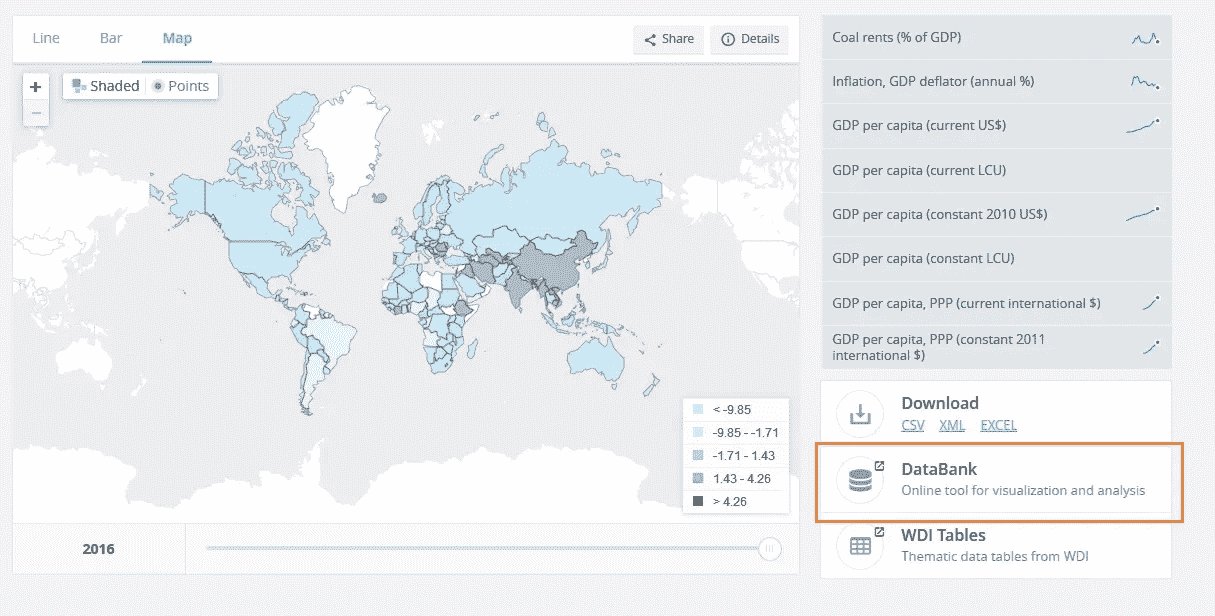 Line Bar Map
Share Details
+
−
Shaded Points
< -9.85
-9.85 - -1.71
-1.71 - 1.43
1.43 - 4.26
> 4.26
2016
Coal rents (% of GDP)
Inflation, GDP deflator (annual %)
GDP per capita (current US$)
GDP per capita (current LCU)
GDP per capita (constant 2010 US$)
GDP per capita (constant LCU)
GDP per capita, PPP (current international $)
GDP per capita, PPP (constant 2011
international $)
Download
CSV XML EXCEL
DataBank
Online tool for visualization and analysis
WDI Tables
Thematic data tables from WDI